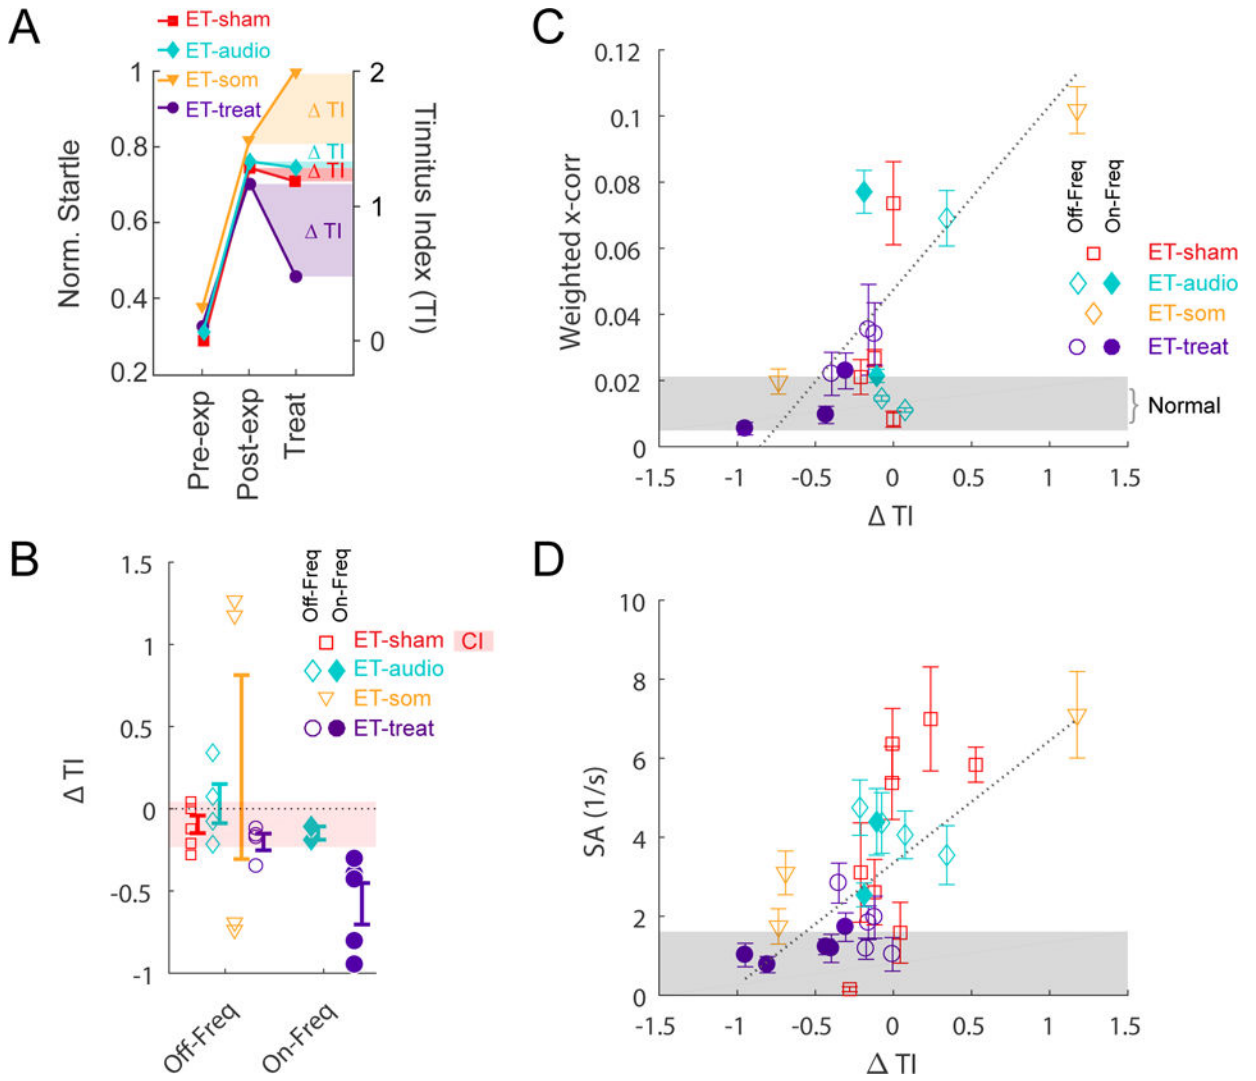 A
ET-sham
ET-audio
ET-som
ET-treat
1
0.8
0.6
0.4
0.2
Norm. Startle
2
1
0
Tinnitus Index (TI)
Δ TI
Δ TI
Δ TI
Δ TI
Pre-exp
Post-exp
Treat
B
1.5
1
0.5
0
-0.5
-1
Δ TI
Off-Freq
On-Freq
ET-sham CI
ET-audio
ET-som
ET-treat
Off-Freq
On-Freq
C
0.12
0.1
0.08
0.06
0.04
0.02
0
Weighted x-corr
Off-Freq
On-Freq
ET-sham
ET-audio
ET-som
ET-treat
} Normal
-1.5 -1 -0.5 0 0.5 1 1.5
Δ TI
D
10
8
6
4
2
0
SA (1/s)
-1.5 -1 -0.5 0 0.5 1 1.5
Δ TI